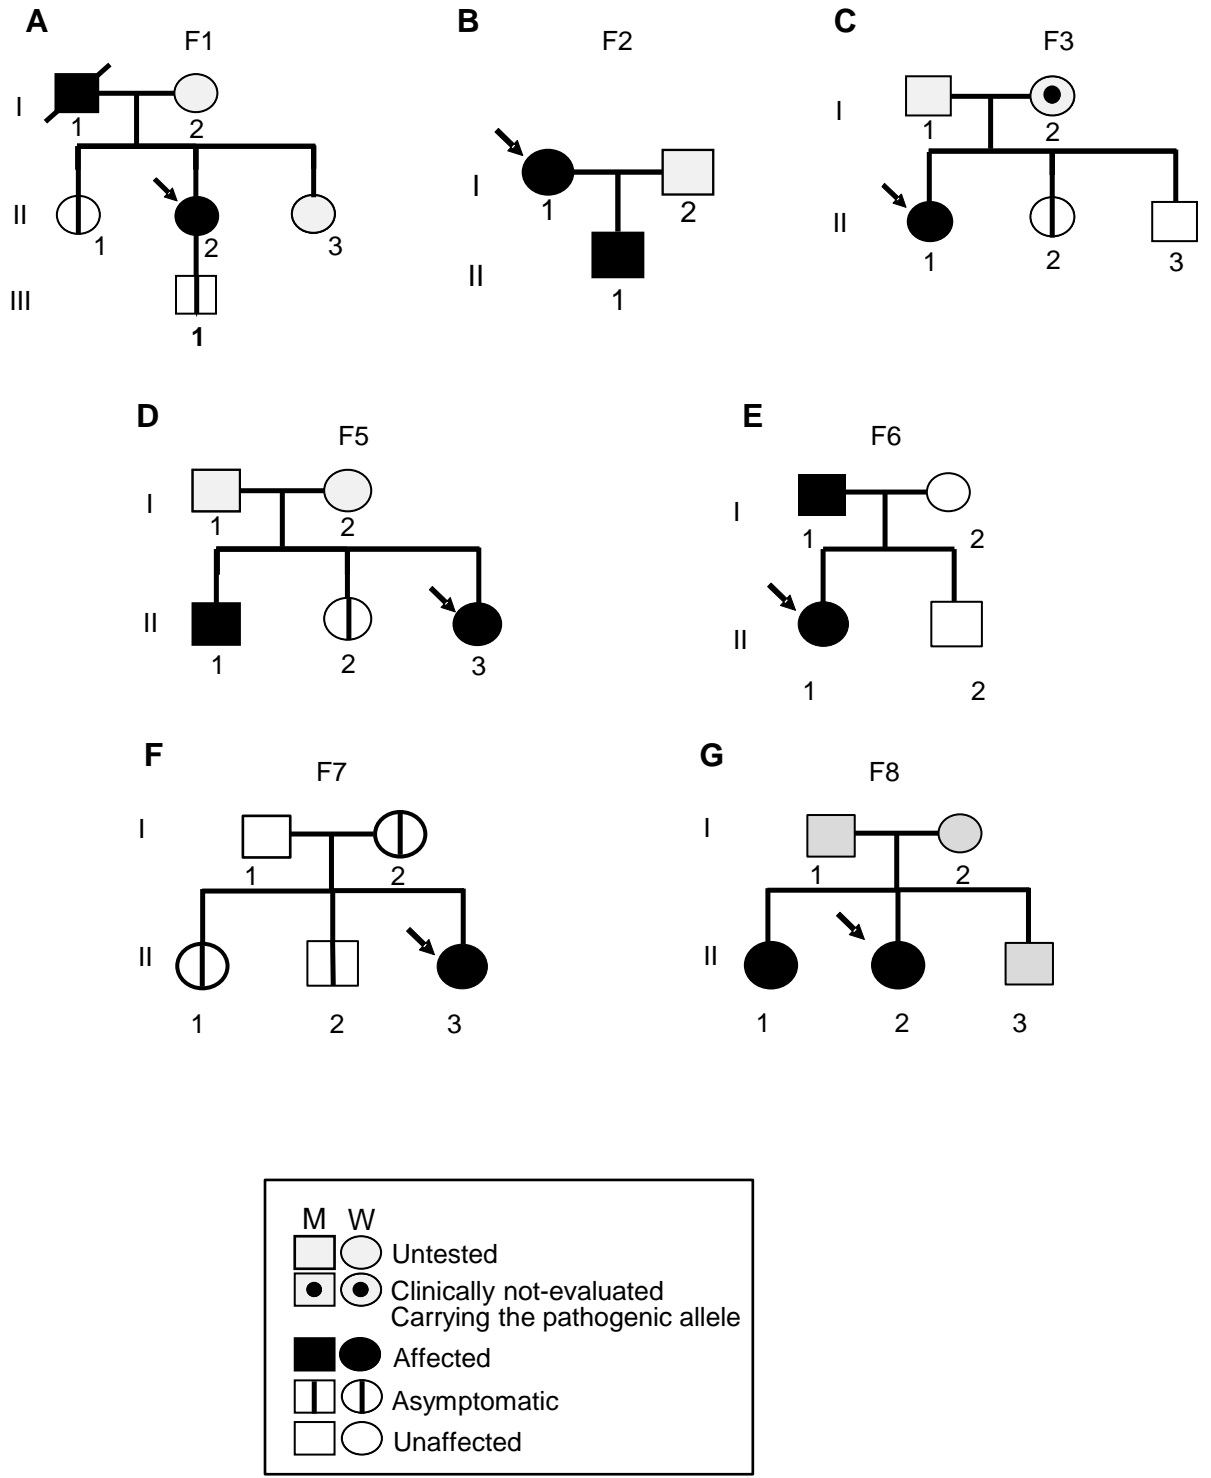 A
F1
I
1
2
II
1
2
3
III
1
B
F2
I
1
2
II
1
C
F3
I
1
2
II
1
2
3
D
F5
I
1
2
II
1
2
3
E
F6
I
1
2
II
1
2
F
F7
I
1
2
II
1
2
3
G
F8
I
1
2
II
1
2
3
M W
Untested
Clinically not-evaluated
Carrying the pathogenic allele
Affected
Asymptomatic
Unaffected